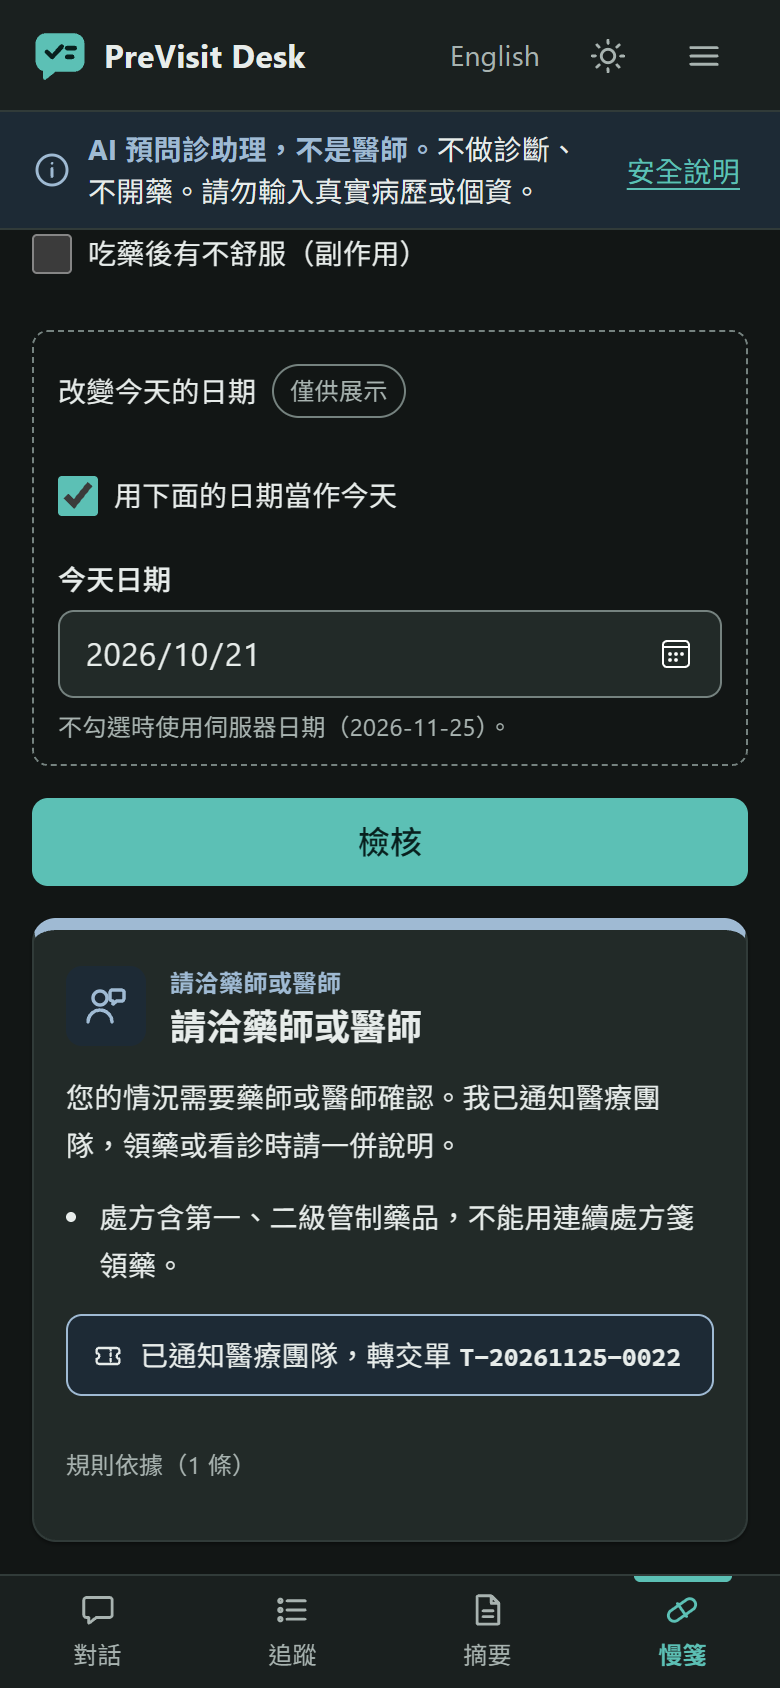 PreVisit Desk
English
AI 預問診助理，不是醫師。不做診斷、
不開藥。請勿輸入真實病歷或個資。
安全說明
吃藥後有不舒服（副作用）
改變今天的日期
僅供展示
用下面的日期當作今天
今天日期
2026/10/21
不勾選時使用伺服器日期（2026-11-25）。
檢核
請洽藥師或醫師
請洽藥師或醫師
您的情況需要藥師或醫師確認。我已通知醫療團
隊，領藥或看診時請一併說明。
處方含第一、二級管制藥品，不能用連續處方箋
領藥。
已通知醫療團隊，轉交單 T-20261125-0022
規則依據（1 條）
對話
追蹤
摘要
慢箋